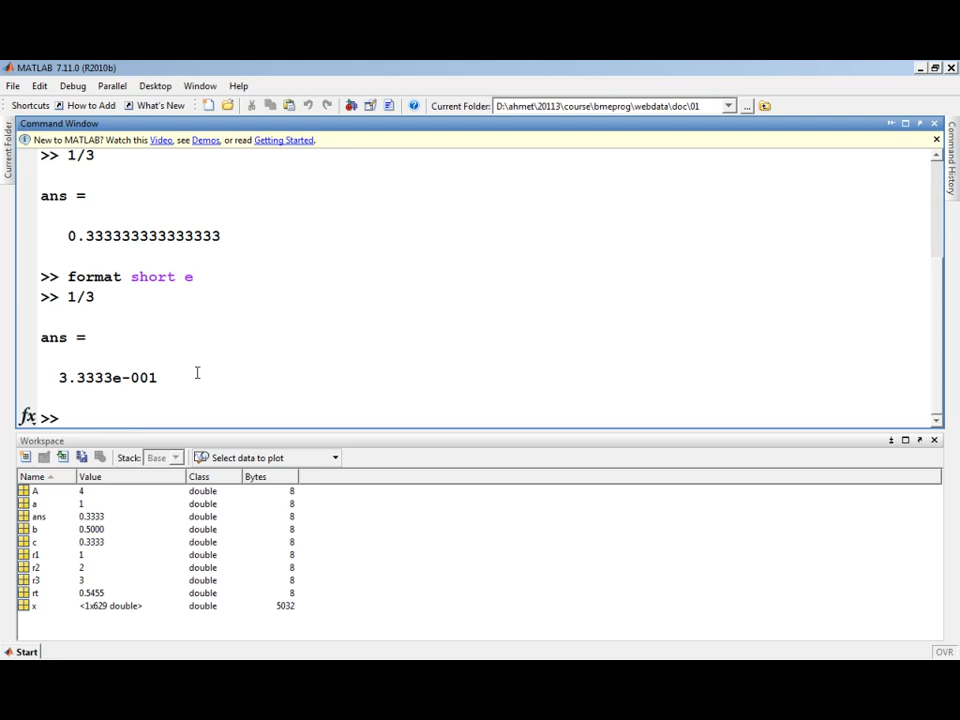 MATLAB 7.11.0 (R2010b)
File Edit Debug Parallel Desktop Window Help
Shortcuts How to Add What's New Current Folder: D:\ahmet\20113\course\bmeprog\webdata\doc\01 ...
Command Window
New to MATLAB? Watch this Video, see Demos, or read Getting Started.
Current Folder
Command History
>> 1/3
ans =
0.333333333333333
>> format short e
>> 1/3
ans =
3.3333e-001
fx >>
Workspace
Stack: Base Select data to plot
Name Value Class Bytes
A 4 double 8
a 1 double 8
ans 0.3333 double 8
b 0.5000 double 8
c 0.3333 double 8
r1 1 double 8
r2 2 double 8
r3 3 double 8
rt 0.5455 double 8
x <1x629 double> double 5032
Start OVR